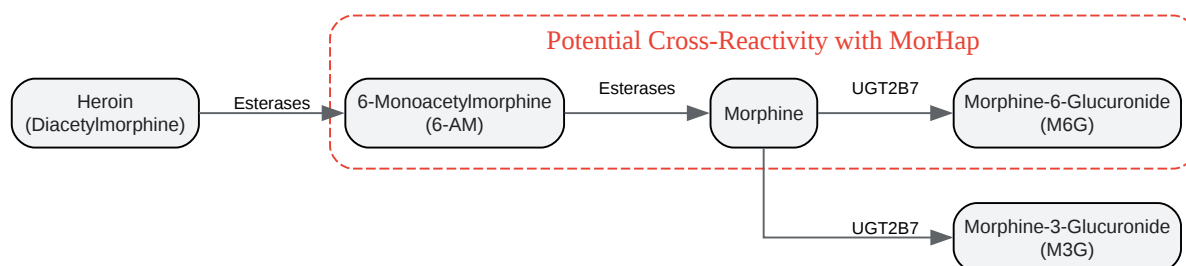 Potential Cross-Reactivity with MorHap
Heroin
(Diacetylmorphine)
Esterases
6-Monoacetylmorphine
(6-AM)
Esterases
Morphine
UGT2B7
Morphine-6-Glucuronide
(M6G)
UGT2B7
Morphine-3-Glucuronide
(M3G)